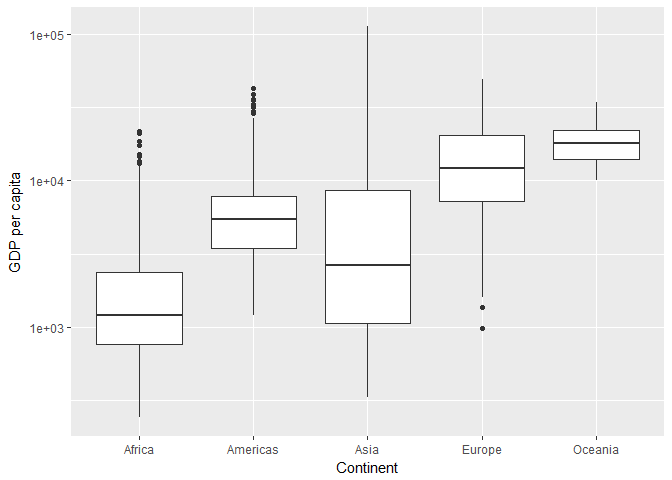 1e+05
1e+04
1e+03
GDP per capita
Africa Americas Asia Europe Oceania
Continent